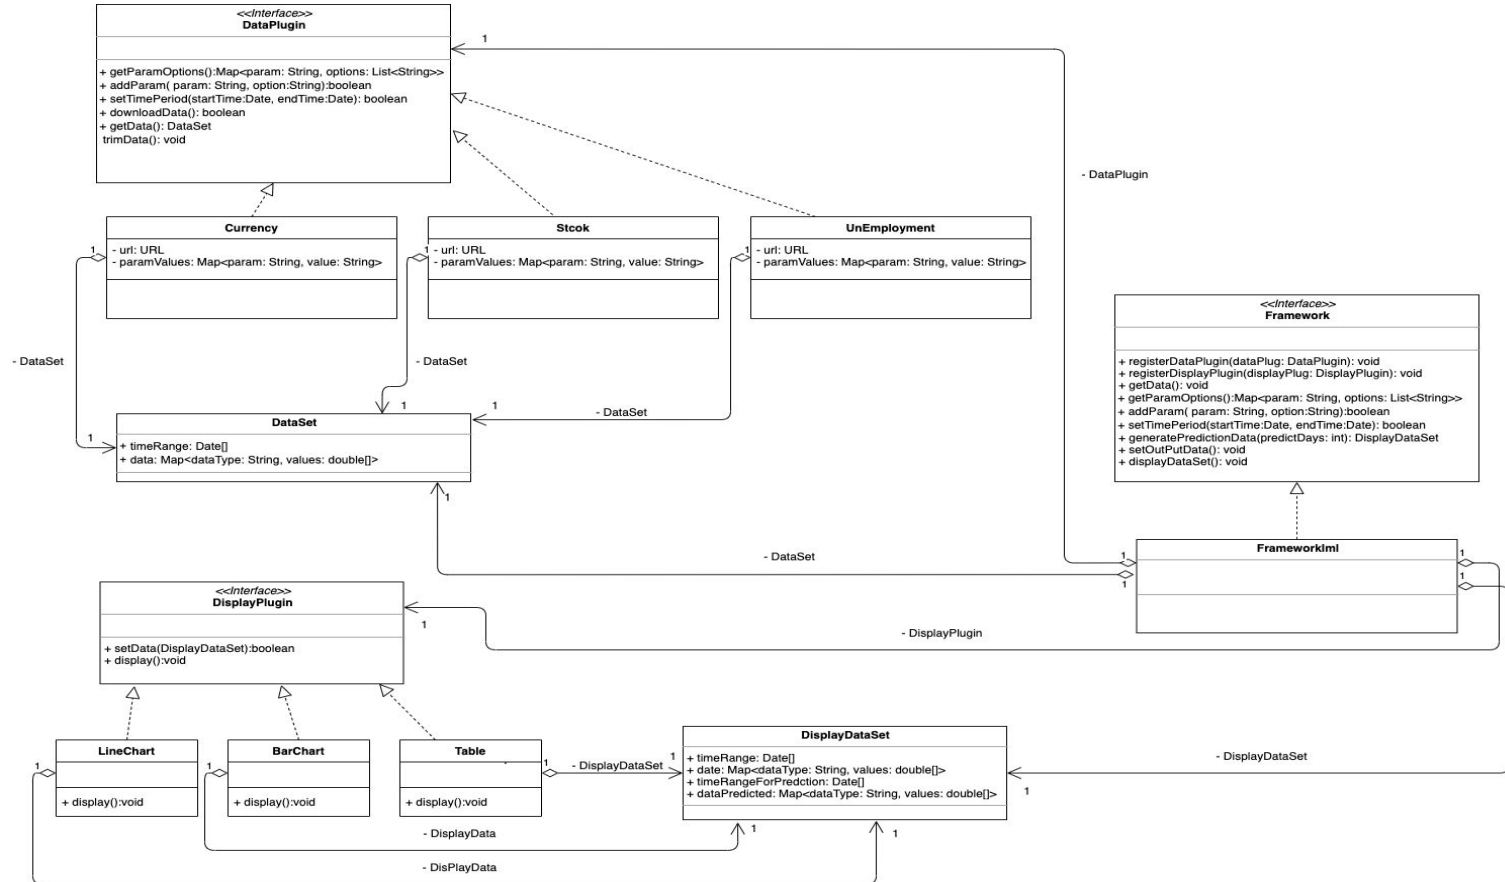 <<Interface>>
DataPlugin
+ getParamOptions():Map<param: String, options: List<String>>
+ addParam( param: String, option:String):boolean
+ setTimePeriod(startTime:Date, endTime:Date): boolean
+ downloadData(): boolean
+ getData(): DataSet
trimData(): void
1
- DataPlugin
Currency
- url: URL
- paramValues: Map<param: String, value: String>
1
Stcok
- url: URL
- paramValues: Map<param: String, value: String>
1
UnEmployment
- url: URL
- paramValues: Map<param: String, value: String>
1
<<Interface>>
Framework
+ registerDataPlugin(dataPlug: DataPlugin): void
+ registerDisplayPlugin(displayPlug: DisplayPlugin): void
+ getData(): void
+ getParamOptions():Map<param: String, options: List<String>>
+ addParam( param: String, option:String):boolean
+ setTimePeriod(startTime:Date, endTime:Date): boolean
+ generatePredictionData(predictDays: int): DisplayDataSet
+ setOutPutData(): void
+ displayDataSet(): void
- DataSet
- DataSet
- DataSet
1
1
1
DataSet
+ timeRange: Date[]
+ data: Map<dataType: String, values: double[]>
1
- DataSet
FrameworkIml
1
1
1
1
<<Interface>>
DisplayPlugin
+ setData(DisplayDataSet):boolean
+ display():void
1
- DisplayPlugin
LineChart
+ display():void
1
BarChart
+ display():void
1
Table
+ display():void
1
- DisplayDataSet
1
DisplayDataSet
+ timeRange: Date[]
+ date: Map<dataType: String, values: double[]>
+ timeRangeForPredction: Date[]
+ dataPredicted: Map<dataType: String, values: double[]>
- DisplayDataSet
1
- DisplayData
1
1
- DisPlayData